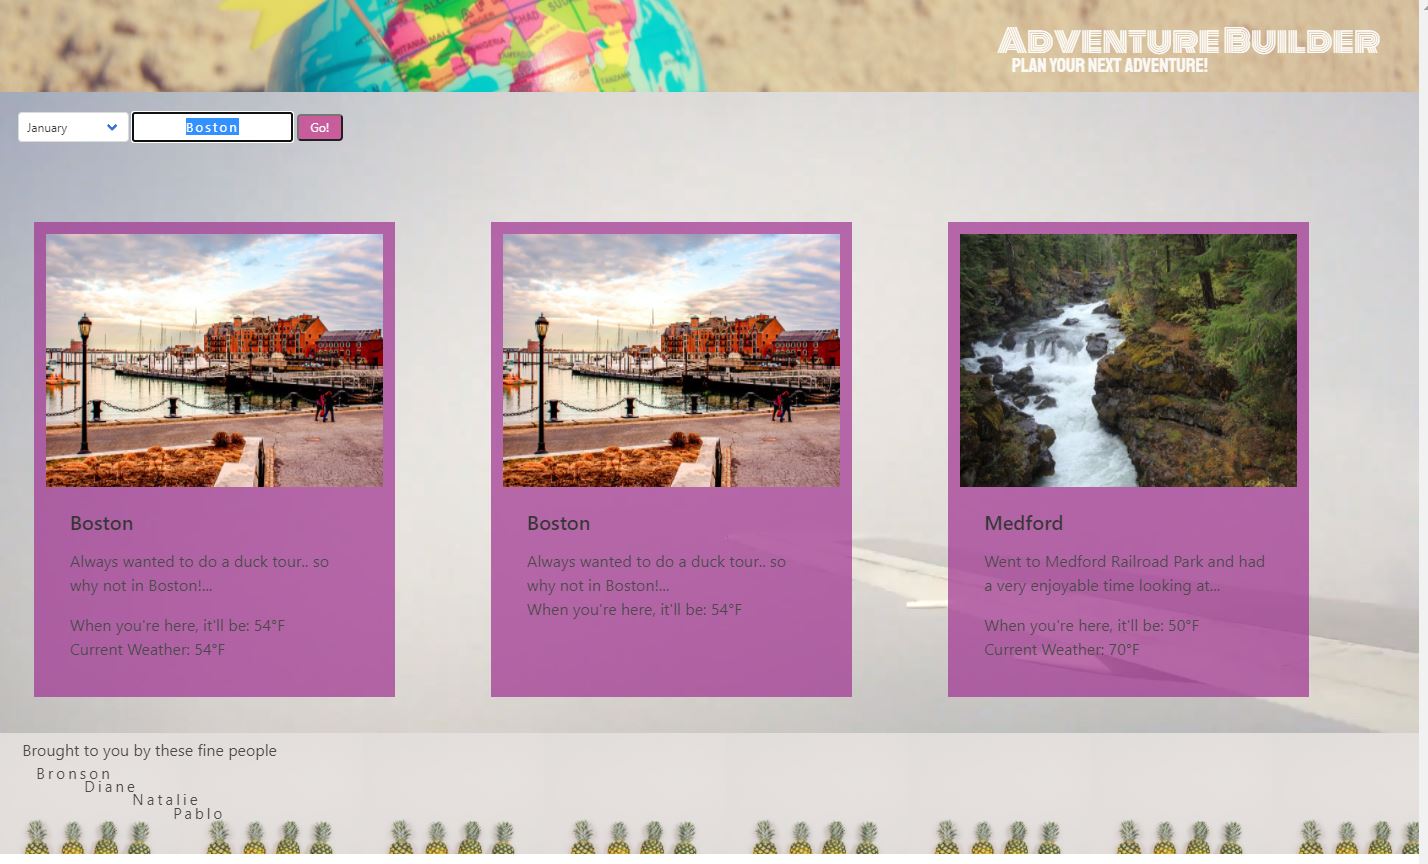 AdventureBuilder
PLAN YOUR NEXT ADVENTURE!
NIGERIA
TANZANIA
January
Boston
Go!
Boston
Always wanted to do a duck tour.. so
why not in Boston!...
When you're here, it'll be: 54°F
Current Weather: 54°F
Boston
Always wanted to do a duck tour.. so
why not in Boston!...
When you're here, it'll be: 54°F
Medford
Went to Medford Railroad Park and had
a very enjoyable time looking at...
When you're here, it'll be: 50°F
Current Weather: 70°F
Brought to you by these fine people
Bronson
Diane
Natalie
Pablo